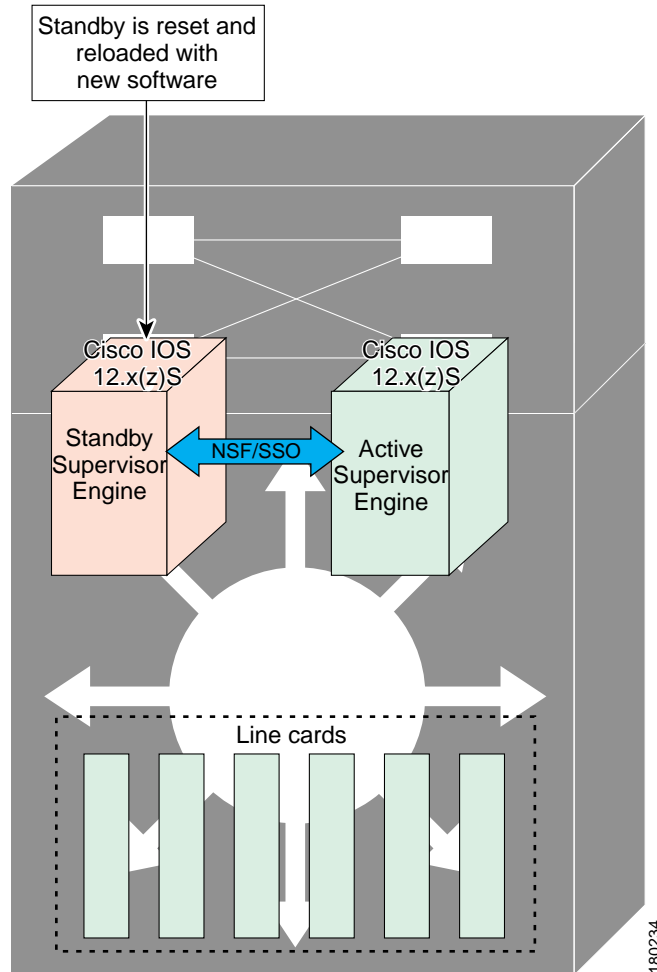 Standby is reset and
reloaded with
new software
Cisco IOS
12.x(z)S
Cisco IOS
12.x(z)S
Standby
Supervisor
Engine
NSF/SSO
Active
Supervisor
Engine
Line cards
180234